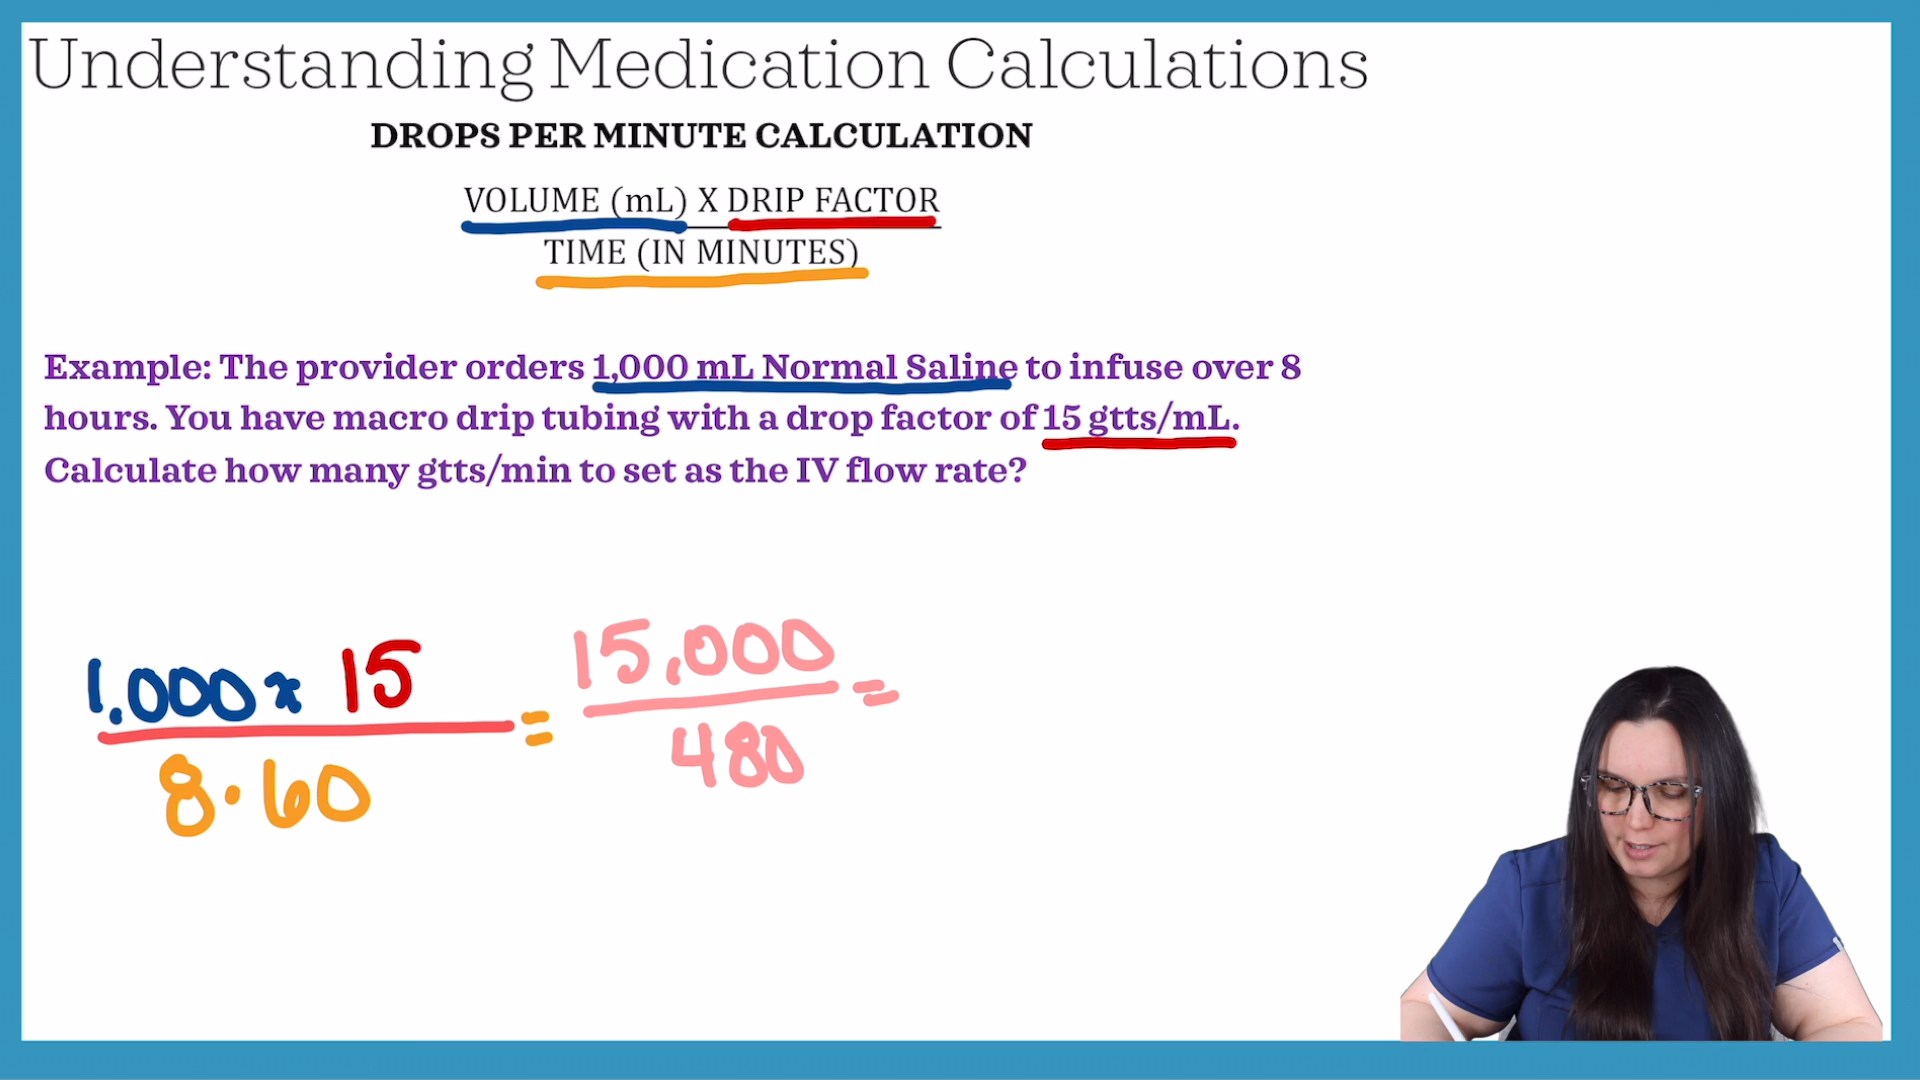 Understanding Medication Calculations
DROPS PER MINUTE CALCULATION
VOLUME (mL) X DRIP FACTOR
TIME (IN MINUTES)
Example: The provider orders 1,000 mL Normal Saline to infuse over 8
hours. You have macro drip tubing with a drop factor of 15 gtts/mL.
Calculate how many gtts/min to set as the IV flow rate?
1,000 x 15 = 15,000 =
8·60 480